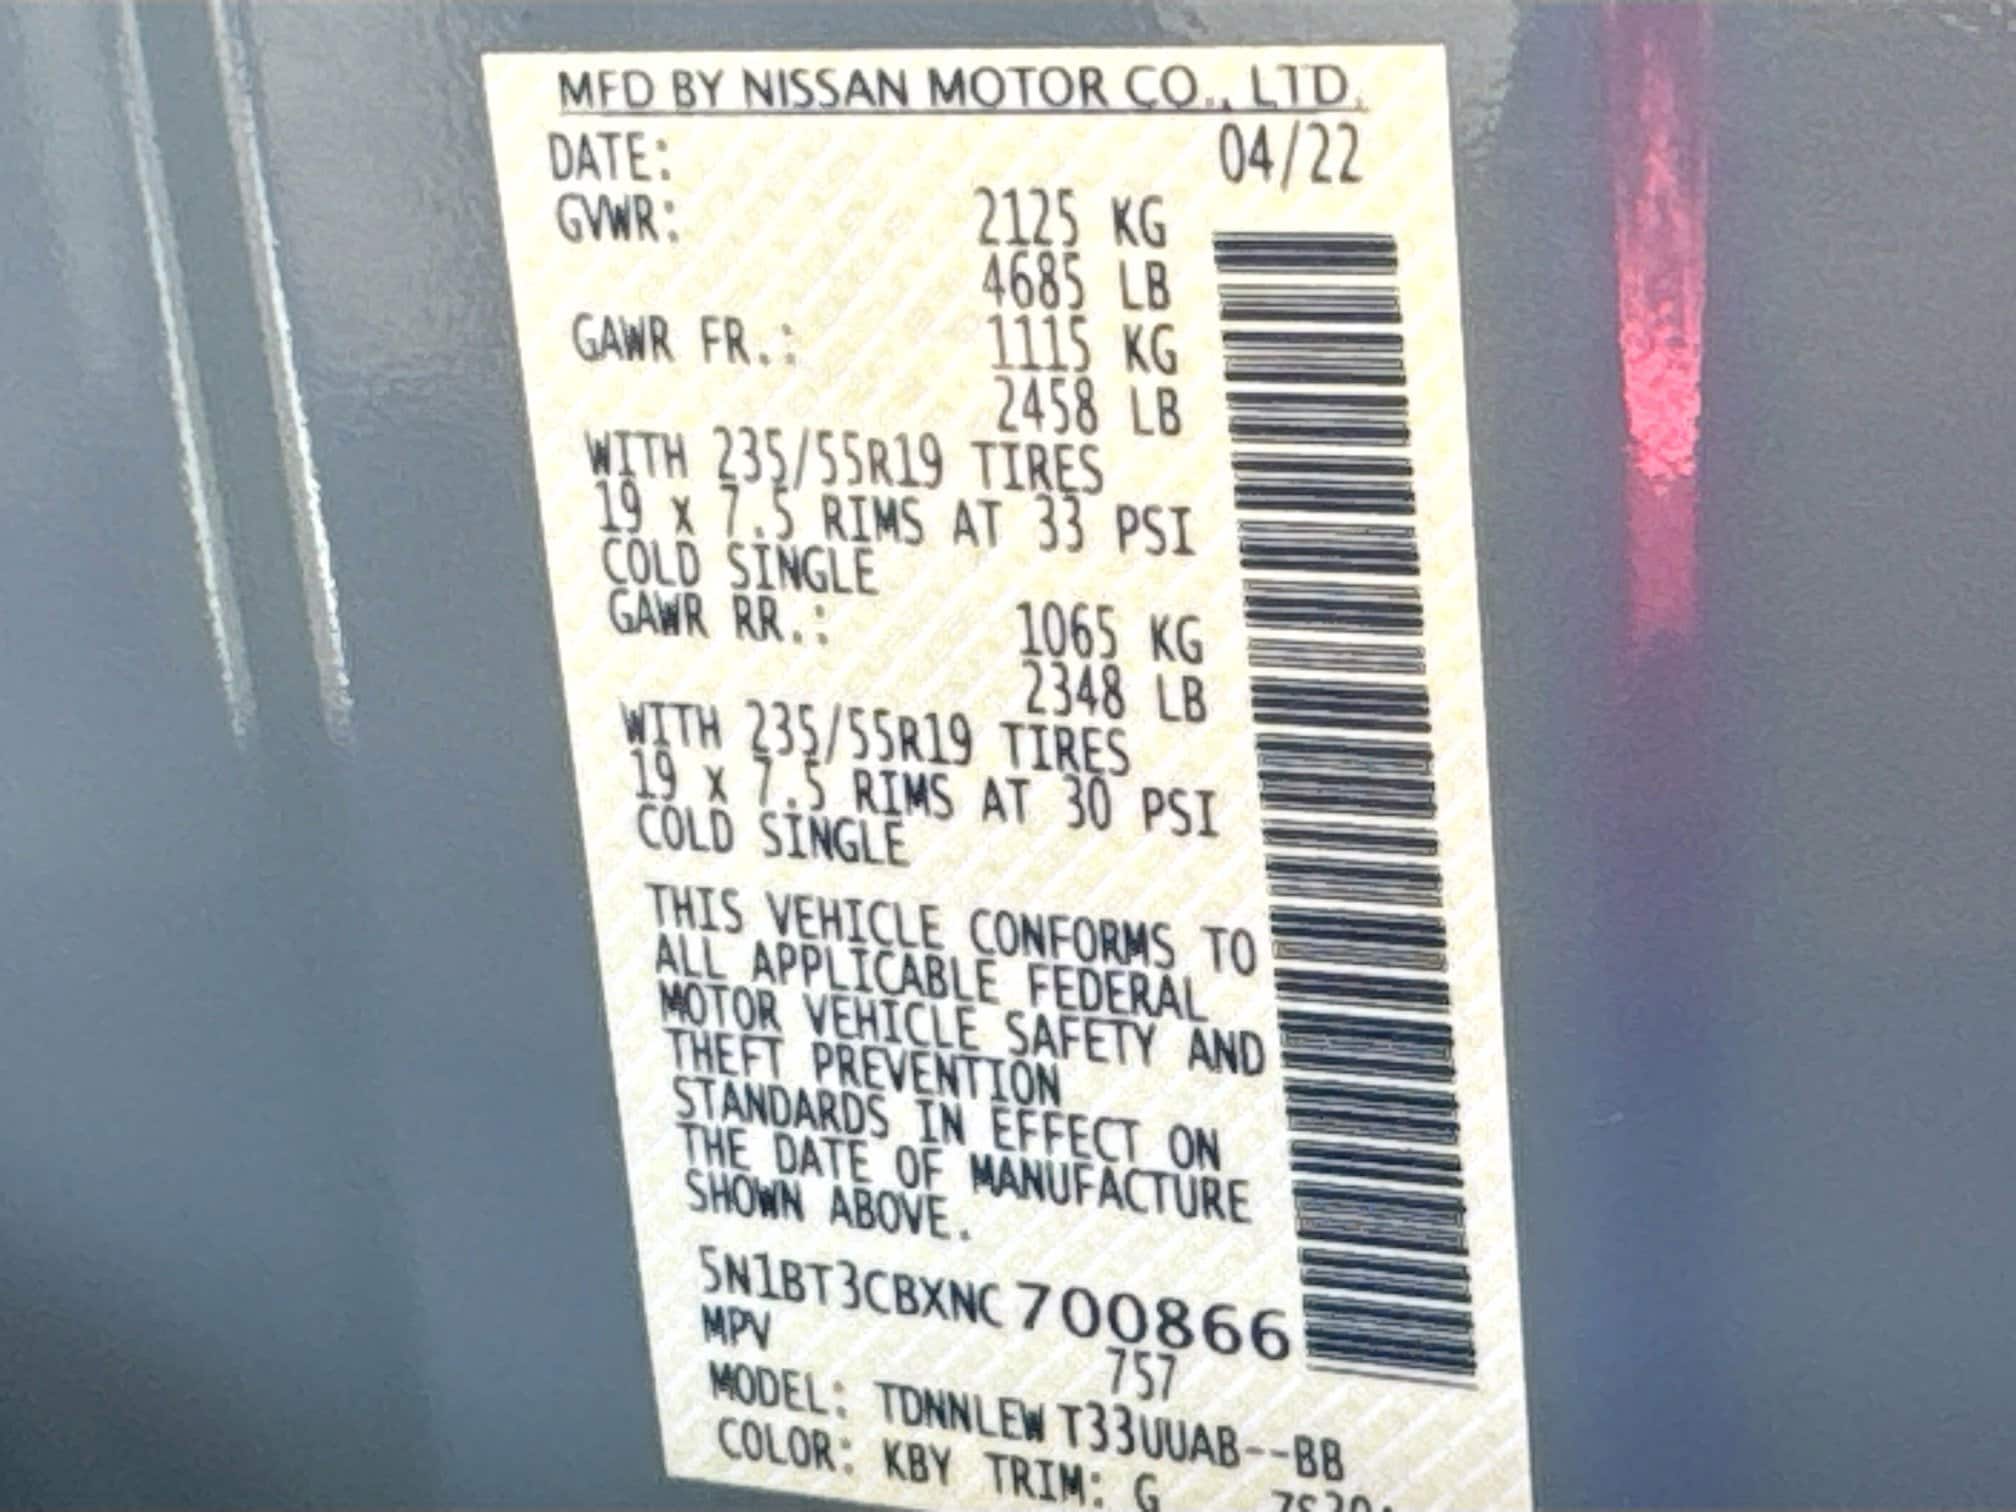 MFD BY NISSAN MOTOR CO., LTD.
DATE: 04/22
GVWR: 2125 KG
4685 LB
GAWR FR.: 1115 KG
2458 LB
WITH 235/55R19 TIRES
19 x 7.5 RIMS AT 33 PSI
COLD SINGLE
GAWR RR.: 1065 KG
2348 LB
WITH 235/55R19 TIRES
19 x 7.5 RIMS AT 30 PSI
COLD SINGLE
THIS VEHICLE CONFORMS TO
ALL APPLICABLE FEDERAL
MOTOR VEHICLE SAFETY AND
THEFT PREVENTION
STANDARDS IN EFFECT ON
THE DATE OF MANUFACTURE
SHOWN ABOVE.
5N1BT3CBXNC700866
MPV
757
MODEL: TDNNLEWT33UUAB--BB
COLOR: KBY TRIM: G